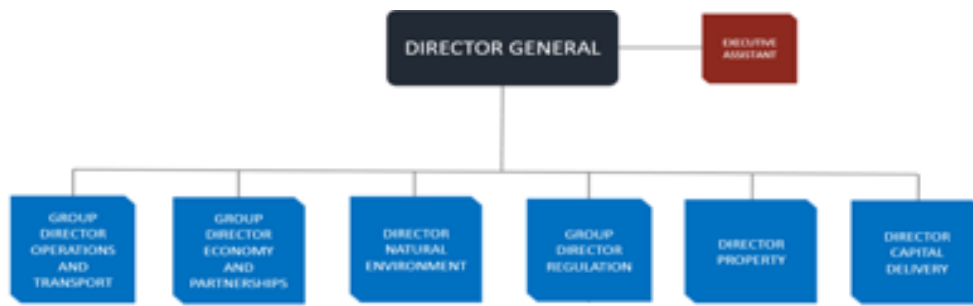 DIRECTOR GENERAL
EXECUTIVE
ASSISTANT
GROUP
DIRECTOR
OPERATIONS
AND
TRANSPORT
GROUP
DIRECTOR
ECONOMY
AND
PARTNERSHIPS
DIRECTOR
NATURAL
ENVIRONMENT
GROUP
DIRECTOR
REGULATION
DIRECTOR
PROPERTY
DIRECTOR
CAPITAL
DELIVERY